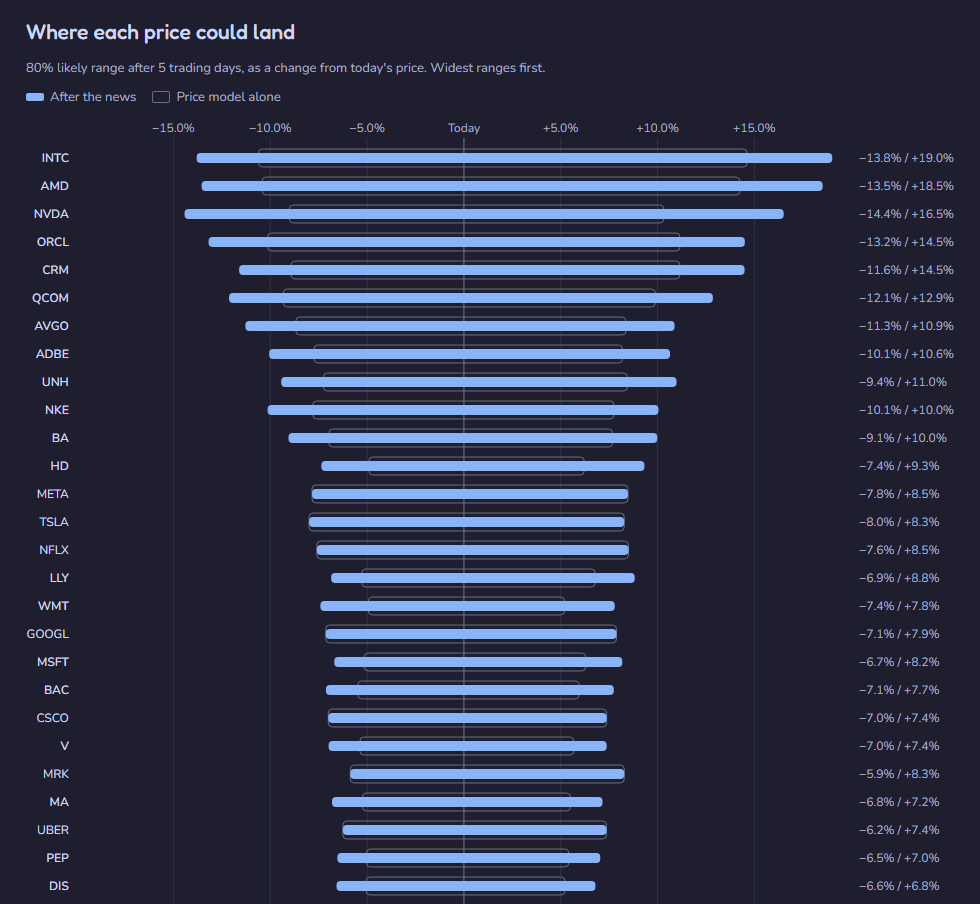 Where each price could land
80% likely range after 5 trading days, as a change from today's price. Widest ranges first.
After the news Price model alone
−15.0% −10.0% −5.0% Today +5.0% +10.0% +15.0%
INTC −13.8% / +19.0%
AMD −13.5% / +18.5%
NVDA −14.4% / +16.5%
ORCL −13.2% / +14.5%
CRM −11.6% / +14.5%
QCOM −12.1% / +12.9%
AVGO −11.3% / +10.9%
ADBE −10.1% / +10.6%
UNH −9.4% / +11.0%
NKE −10.1% / +10.0%
BA −9.1% / +10.0%
HD −7.4% / +9.3%
META −7.8% / +8.5%
TSLA −8.0% / +8.3%
NFLX −7.6% / +8.5%
LLY −6.9% / +8.8%
WMT −7.4% / +7.8%
GOOGL −7.1% / +7.9%
MSFT −6.7% / +8.2%
BAC −7.1% / +7.7%
CSCO −7.0% / +7.4%
V −7.0% / +7.4%
MRK −5.9% / +8.3%
MA −6.8% / +7.2%
UBER −6.2% / +7.4%
PEP −6.5% / +7.0%
DIS −6.6% / +6.8%